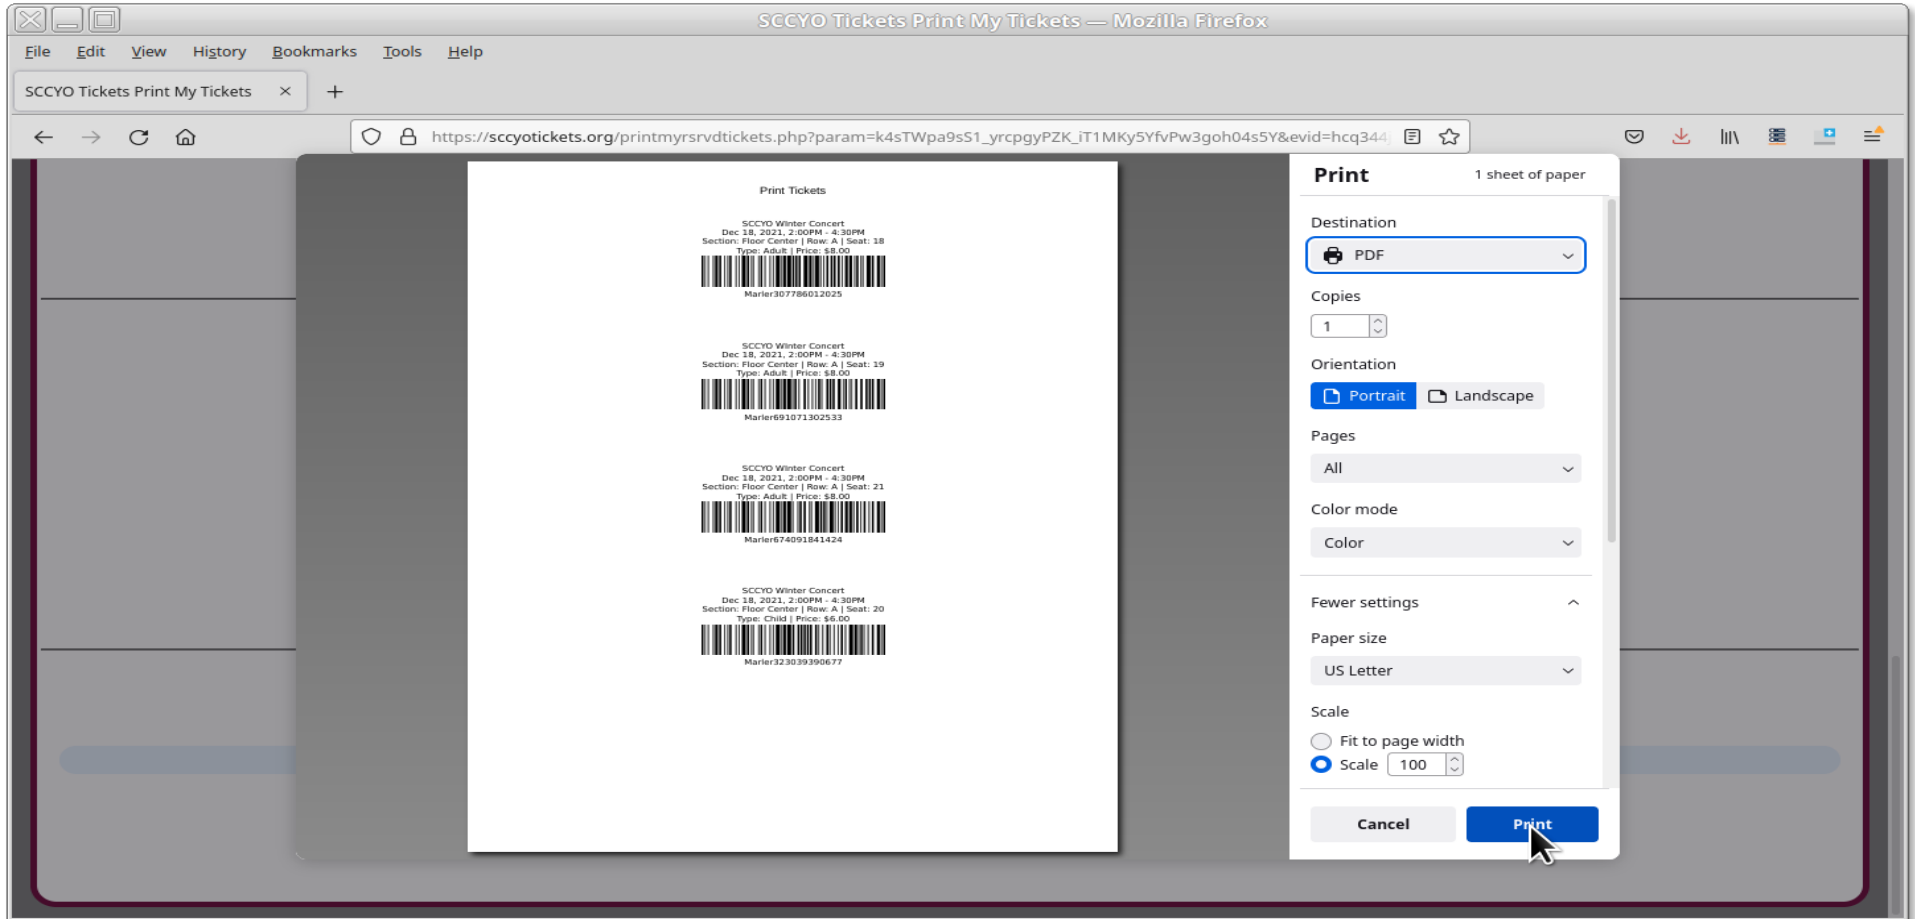 SCCYO Tickets Print My Tickets — Mozilla Firefox
File Edit View History Bookmarks Tools Help
SCCYO Tickets Print My Tickets
https://sccyotickets.org/printmyrsrvdtickets.php?param=k4sTWpa9sS1_yrcpgyPZK_iT1MKy5YfvPw3goh04s5Y&evid=hcq344
Print Tickets
SCCYO Winter Concert
Dec 18, 2021, 2:00PM - 4:30PM
Section: Floor Center | Row: A | Seat: 18
Type: Adult | Price: $8.00
Marler307786012025
SCCYO Winter Concert
Dec 18, 2021, 2:00PM - 4:30PM
Section: Floor Center | Row: A | Seat: 19
Type: Adult | Price: $8.00
Marler691071302533
SCCYO Winter Concert
Dec 18, 2021, 2:00PM - 4:30PM
Section: Floor Center | Row: A | Seat: 21
Type: Adult | Price: $8.00
Marler674091841424
SCCYO Winter Concert
Dec 18, 2021, 2:00PM - 4:30PM
Section: Floor Center | Row: A | Seat: 20
Type: Child | Price: $6.00
Marler323039390677
Print 1 sheet of paper
Destination
PDF
Copies
1
Orientation
Portrait Landscape
Pages
All
Color mode
Color
Fewer settings
Paper size
US Letter
Scale
Fit to page width
Scale 100
Cancel Print